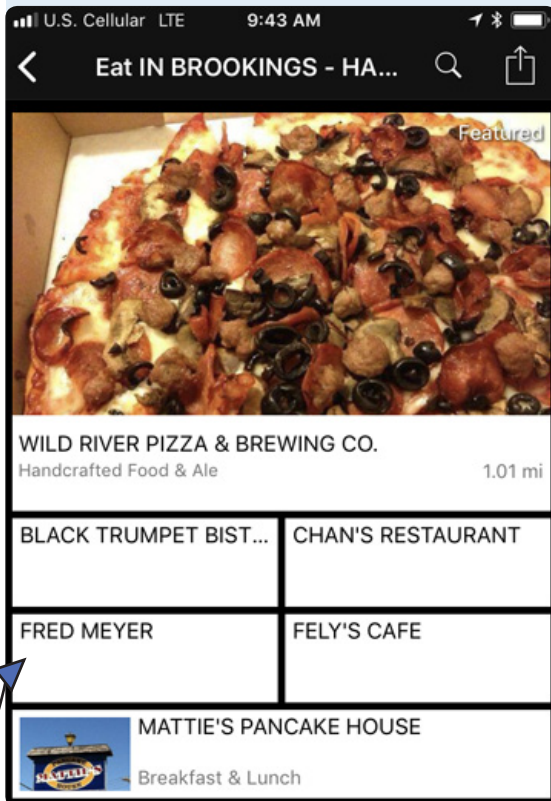 U.S. Cellular LTE 9:43 AM
Eat IN BROOKINGS - HA...
Featured
WILD RIVER PIZZA & BREWING CO.
Handcrafted Food & Ale 1.01 mi
BLACK TRUMPET BIST... CHAN'S RESTAURANT
FRED MEYER FELY'S CAFE
MATTIE'S PANCAKE HOUSE
MATTIE'S
Breakfast & Lunch